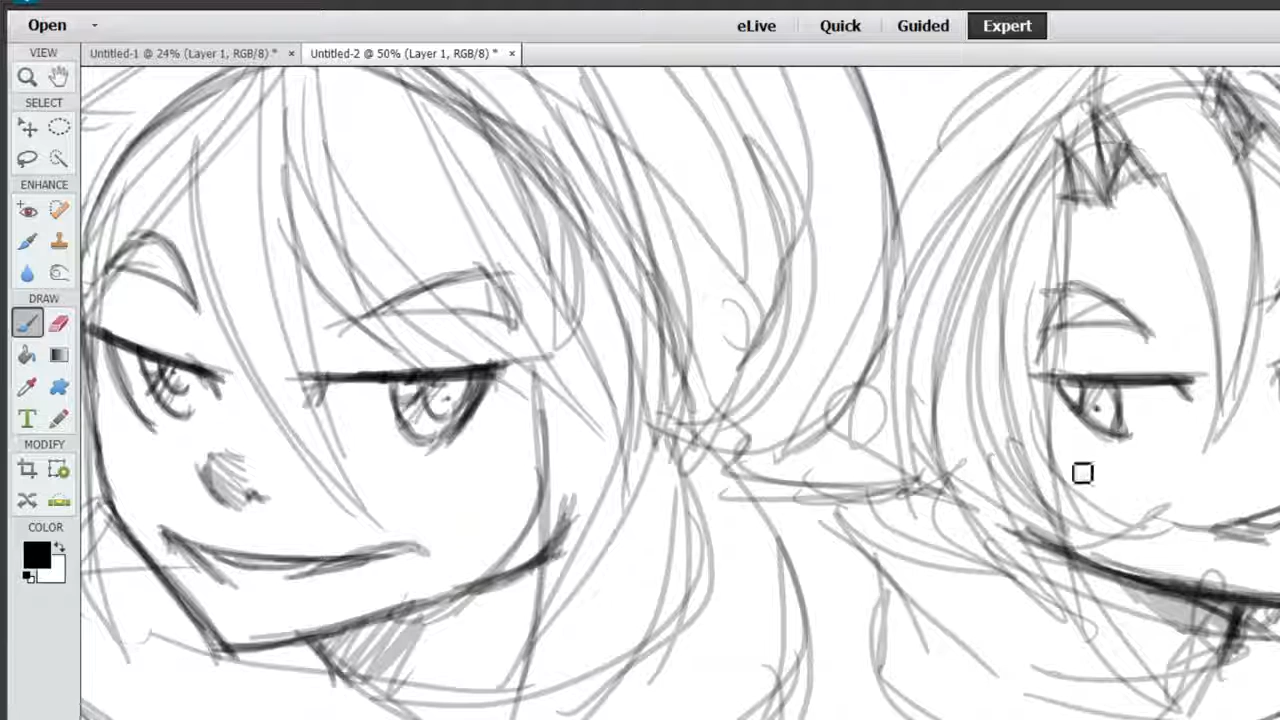 Open eLive Quick Guided Expert
VIEW Untitled-1 @ 24% (Layer 1, RGB/8) * × Untitled-2 @ 50% (Layer 1, RGB/8) * ×
SELECT
ENHANCE
DRAW
T
MODIFY
COLOR